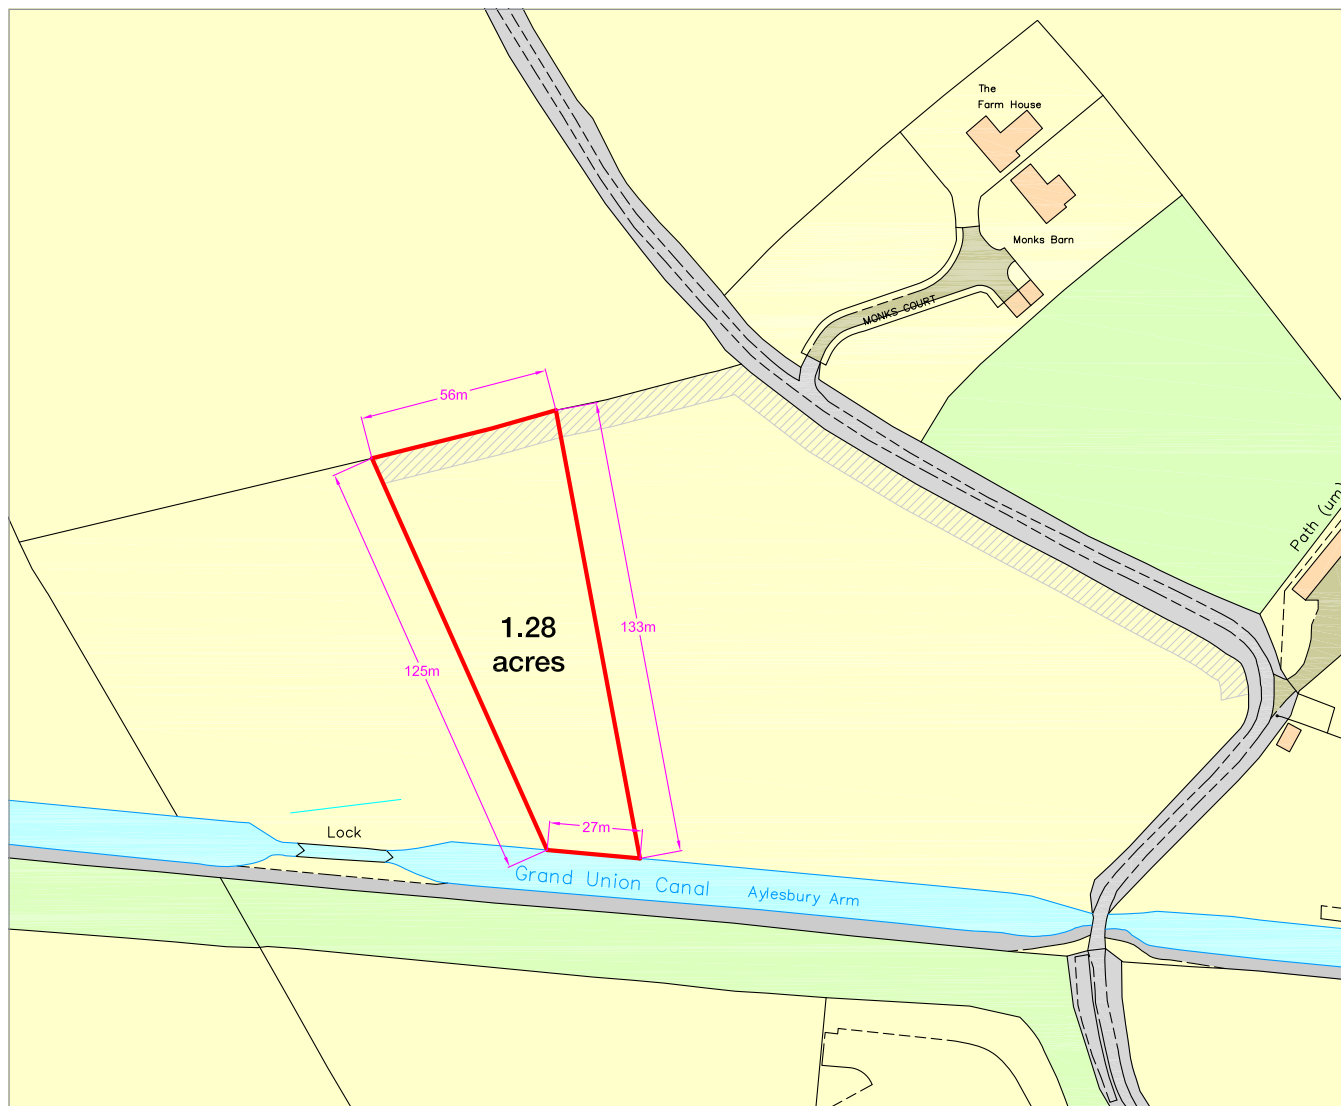 The
Farm House
Monks Barn
MONKS COURT
56m
Path (um)
133m
1.28
acres
125m
27m
Lock
Grand Union Canal
Aylesbury Arm